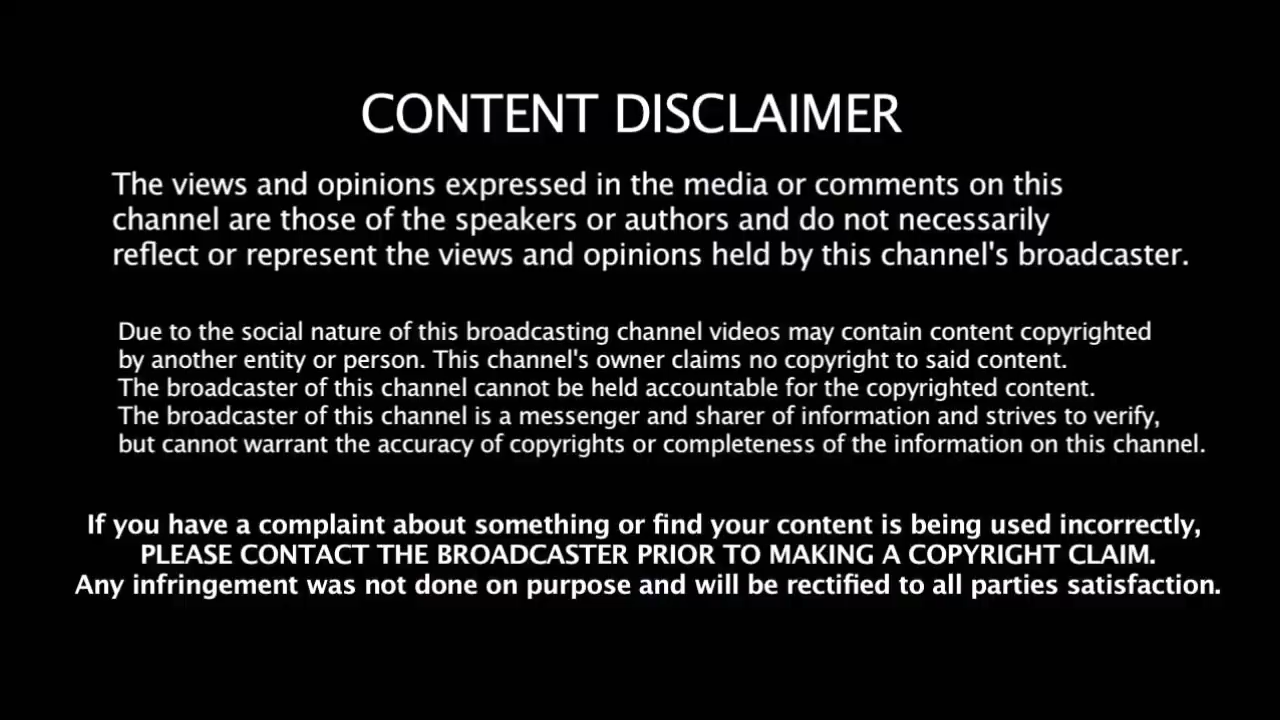 CONTENT DISCLAIMER
The views and opinions expressed in the media or comments on this
channel are those of the speakers or authors and do not necessarily
reflect or represent the views and opinions held by this channel's broadcaster.
Due to the social nature of this broadcasting channel videos may contain content copyrighted
by another entity or person. This channel's owner claims no copyright to said content.
The broadcaster of this channel cannot be held accountable for the copyrighted content.
The broadcaster of this channel is a messenger and sharer of information and strives to verify,
but cannot warrant the accuracy of copyrights or completeness of the information on this channel.
If you have a complaint about something or find your content is being used incorrectly,
PLEASE CONTACT THE BROADCASTER PRIOR TO MAKING A COPYRIGHT CLAIM.
Any infringement was not done on purpose and will be rectified to all parties satisfaction.